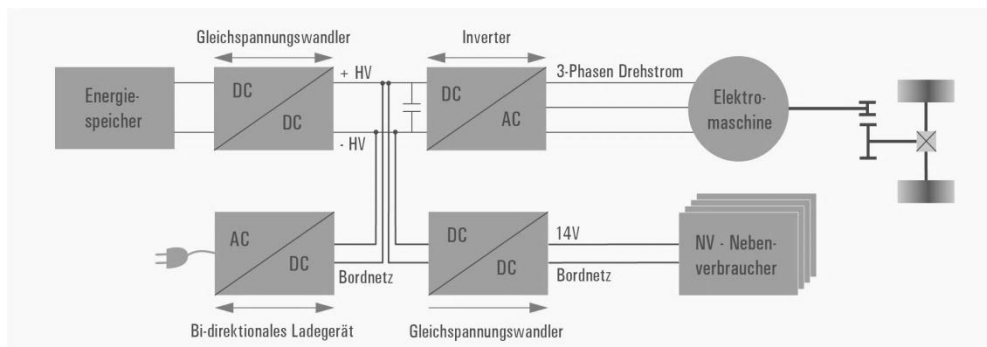 Gleichspannungswandler
Inverter
Energie-
speicher
DC
DC
+ HV
- HV
DC
AC
3-Phasen Drehstrom
Elektro-
maschine
AC
DC
Bordnetz
DC
DC
14V
Bordnetz
NV - Neben-
verbraucher
Bi-direktionales Ladegerät
Gleichspannungswandler